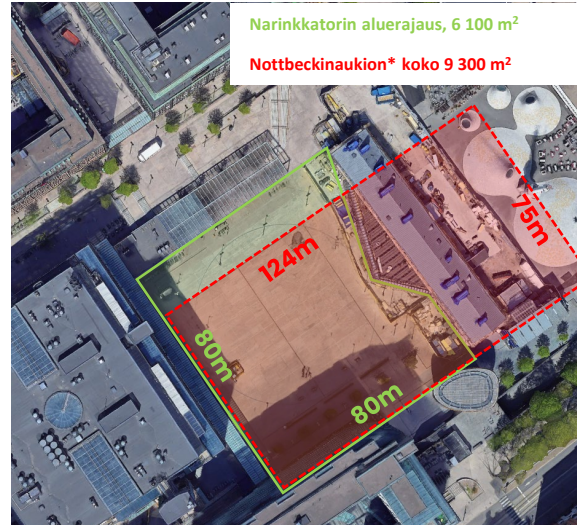 Narinkkatorin aluerajaus, 6 100 m²
Nottbeckinaukion* koko 9 300 m²
124m
75m
80m
80m